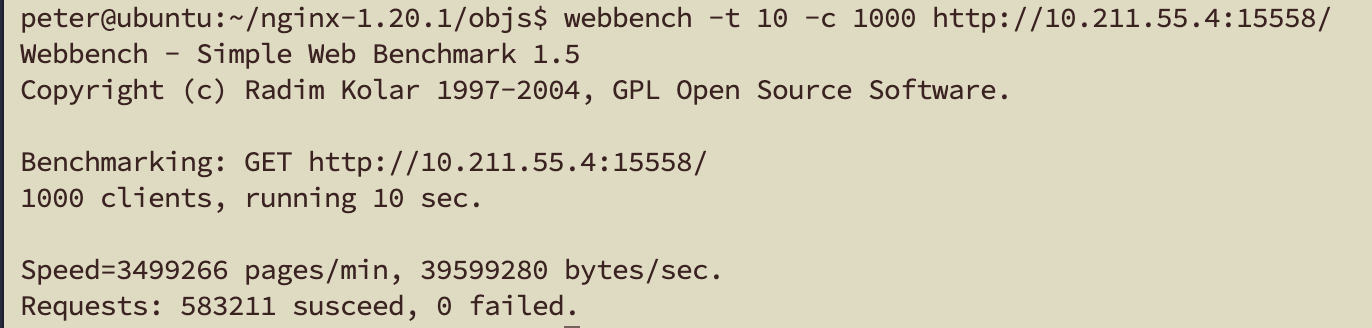 peter@ubuntu:~/nginx-1.20.1/objs$ webbench -t 10 -c 1000 http://10.211.55.4:15558/
Webbench - Simple Web Benchmark 1.5
Copyright (c) Radim Kolar 1997-2004, GPL Open Source Software.

Benchmarking: GET http://10.211.55.4:15558/
1000 clients, running 10 sec.

Speed=3499266 pages/min, 39599280 bytes/sec.
Requests: 583211 susceed, 0 failed.